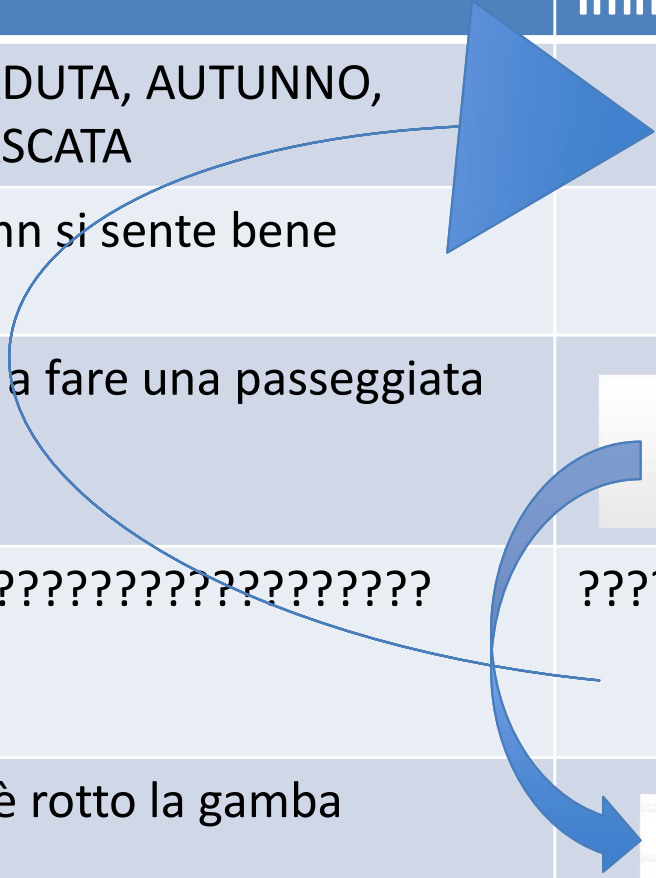 DUTA, AUTUNNO,
SCATA
nn si sente bene
a fare una passeggiata
?????????????????? ????
è rotto la gamba